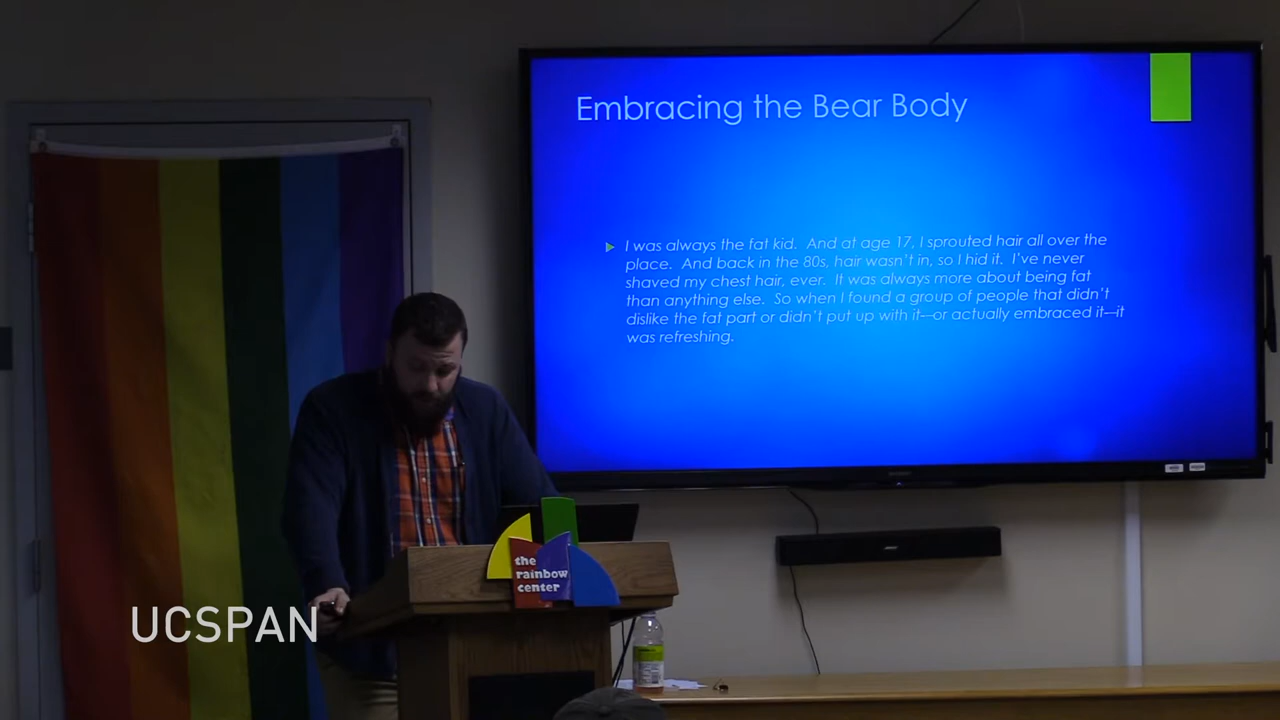 Embracing the Bear Body
I was always the fat kid.  And at age 17, I sprouted hair all over the
place.  And back in the 80s, hair wasn't in, so I hid it.  I've never
shaved my chest hair, ever.  It was always more about being fat
than anything else.  So when I found a group of people that didn't
dislike the fat part or didn't put up with it--or actually embraced it--it
was refreshing.
the
rainbow
center
UCSPAN